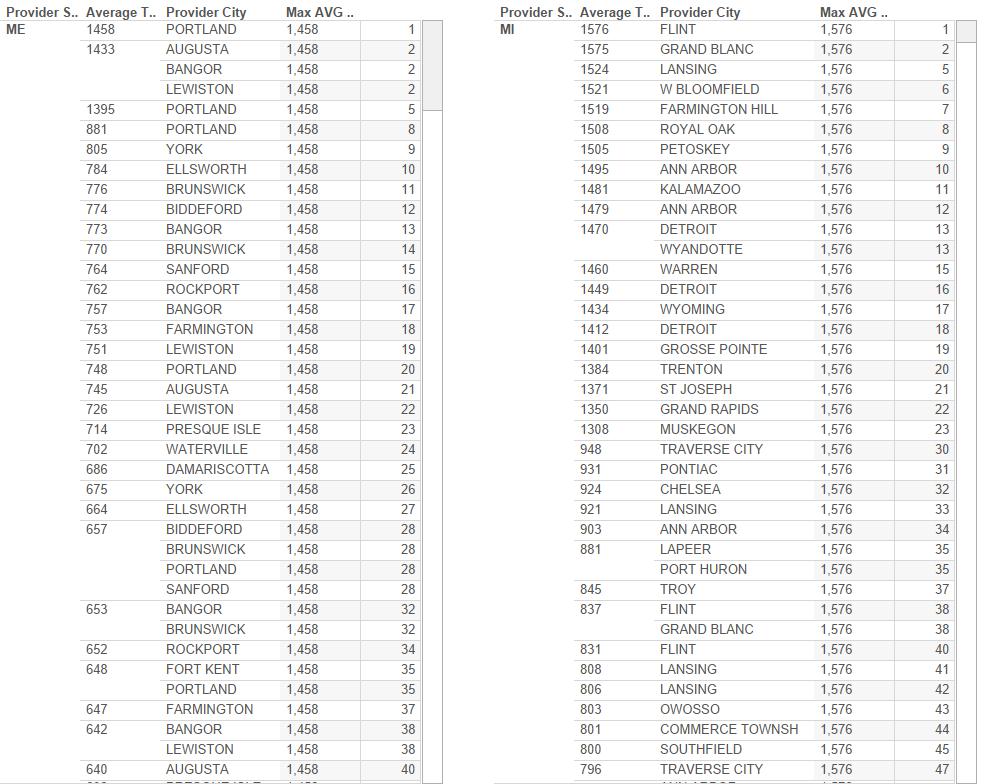 Provider S.. Average T.. Provider City Max AVG ..
ME 1458 PORTLAND 1,458 1
1433 AUGUSTA 1,458 2
BANGOR 1,458 2
LEWISTON 1,458 2
1395 PORTLAND 1,458 5
881 PORTLAND 1,458 8
805 YORK 1,458 9
784 ELLSWORTH 1,458 10
776 BRUNSWICK 1,458 11
774 BIDDEFORD 1,458 12
773 BANGOR 1,458 13
770 BRUNSWICK 1,458 14
764 SANFORD 1,458 15
762 ROCKPORT 1,458 16
757 BANGOR 1,458 17
753 FARMINGTON 1,458 18
751 LEWISTON 1,458 19
748 PORTLAND 1,458 20
745 AUGUSTA 1,458 21
726 LEWISTON 1,458 22
714 PRESQUE ISLE 1,458 23
702 WATERVILLE 1,458 24
686 DAMARISCOTTA 1,458 25
675 YORK 1,458 26
664 ELLSWORTH 1,458 27
657 BIDDEFORD 1,458 28
BRUNSWICK 1,458 28
PORTLAND 1,458 28
SANFORD 1,458 28
653 BANGOR 1,458 32
BRUNSWICK 1,458 32
652 ROCKPORT 1,458 34
648 FORT KENT 1,458 35
PORTLAND 1,458 35
647 FARMINGTON 1,458 37
642 BANGOR 1,458 38
LEWISTON 1,458 38
640 AUGUSTA 1,458 40
Provider S.. Average T.. Provider City Max AVG ..
MI 1576 FLINT 1,576 1
1575 GRAND BLANC 1,576 2
1524 LANSING 1,576 5
1521 W BLOOMFIELD 1,576 6
1519 FARMINGTON HILL 1,576 7
1508 ROYAL OAK 1,576 8
1505 PETOSKEY 1,576 9
1495 ANN ARBOR 1,576 10
1481 KALAMAZOO 1,576 11
1479 ANN ARBOR 1,576 12
1470 DETROIT 1,576 13
WYANDOTTE 1,576 13
1460 WARREN 1,576 15
1449 DETROIT 1,576 16
1434 WYOMING 1,576 17
1412 DETROIT 1,576 18
1401 GROSSE POINTE 1,576 19
1384 TRENTON 1,576 20
1371 ST JOSEPH 1,576 21
1350 GRAND RAPIDS 1,576 22
1308 MUSKEGON 1,576 23
948 TRAVERSE CITY 1,576 30
931 PONTIAC 1,576 31
924 CHELSEA 1,576 32
921 LANSING 1,576 33
903 ANN ARBOR 1,576 34
881 LAPEER 1,576 35
PORT HURON 1,576 35
845 TROY 1,576 37
837 FLINT 1,576 38
GRAND BLANC 1,576 38
831 FLINT 1,576 40
808 LANSING 1,576 41
806 LANSING 1,576 42
803 OWOSSO 1,576 43
801 COMMERCE TOWNSH 1,576 44
800 SOUTHFIELD 1,576 45
796 TRAVERSE CITY 1,576 47